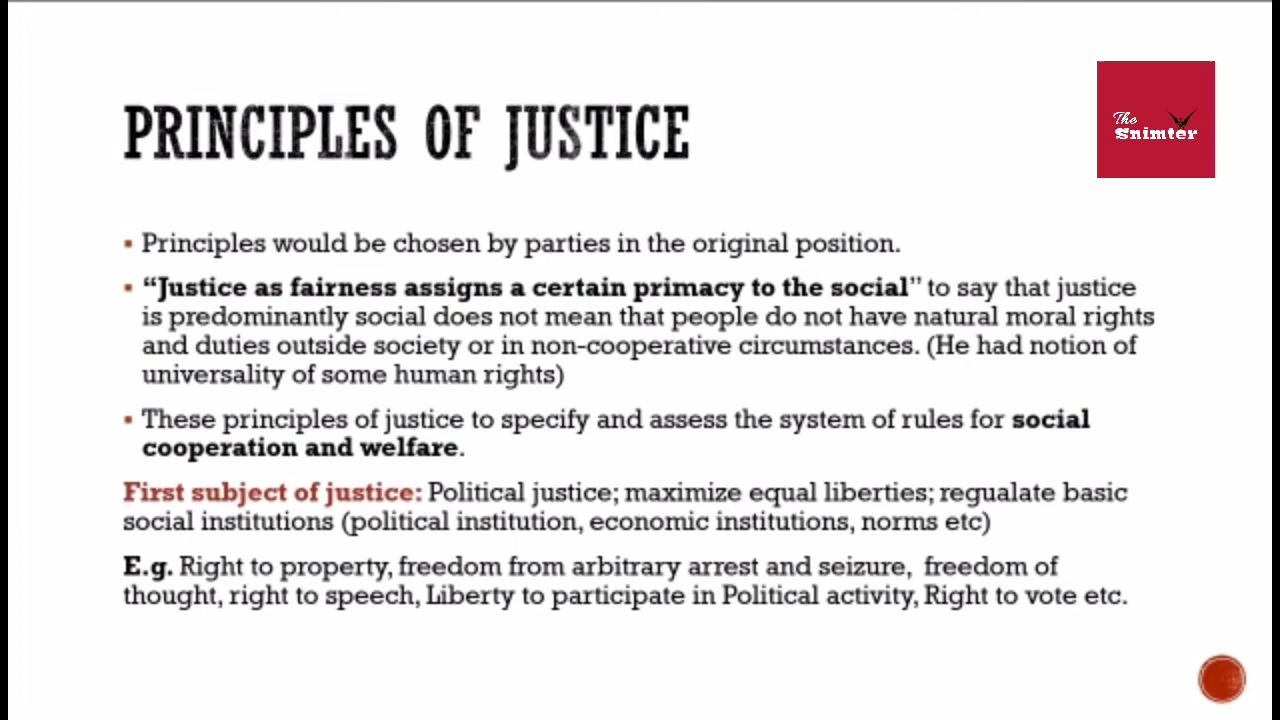 PRINCIPLES OF JUSTICE
The
Snimter
▪ Principles would be chosen by parties in the original position.
▪ “Justice as fairness assigns a certain primacy to the social” to say that justice
is predominantly social does not mean that people do not have natural moral rights
and duties outside society or in non-cooperative circumstances. (He had notion of
universality of some human rights)
▪ These principles of justice to specify and assess the system of rules for social
cooperation and welfare.
First subject of justice: Political justice; maximize equal liberties; regualate basic
social institutions (political institution, economic institutions, norms etc)
E.g. Right to property, freedom from arbitrary arrest and seizure, freedom of
thought, right to speech, Liberty to participate in Political activity, Right to vote etc.